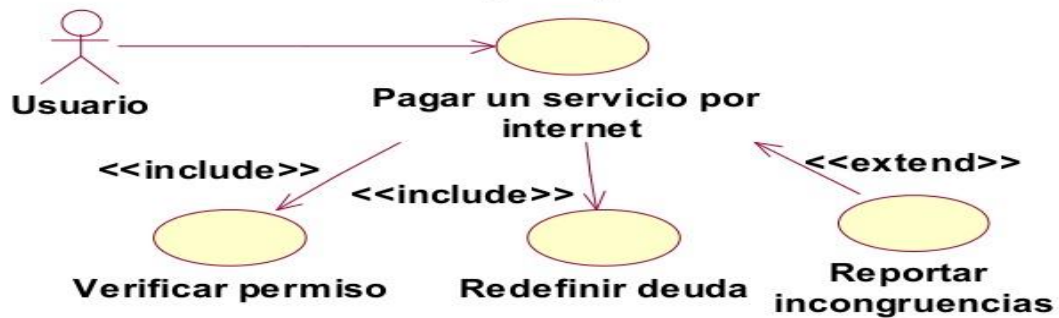 Usuario
Pagar un servicio por
internet
<<include>>
<<include>>
<<extend>>
Verificar permiso
Redefinir deuda
Reportar
incongruencias